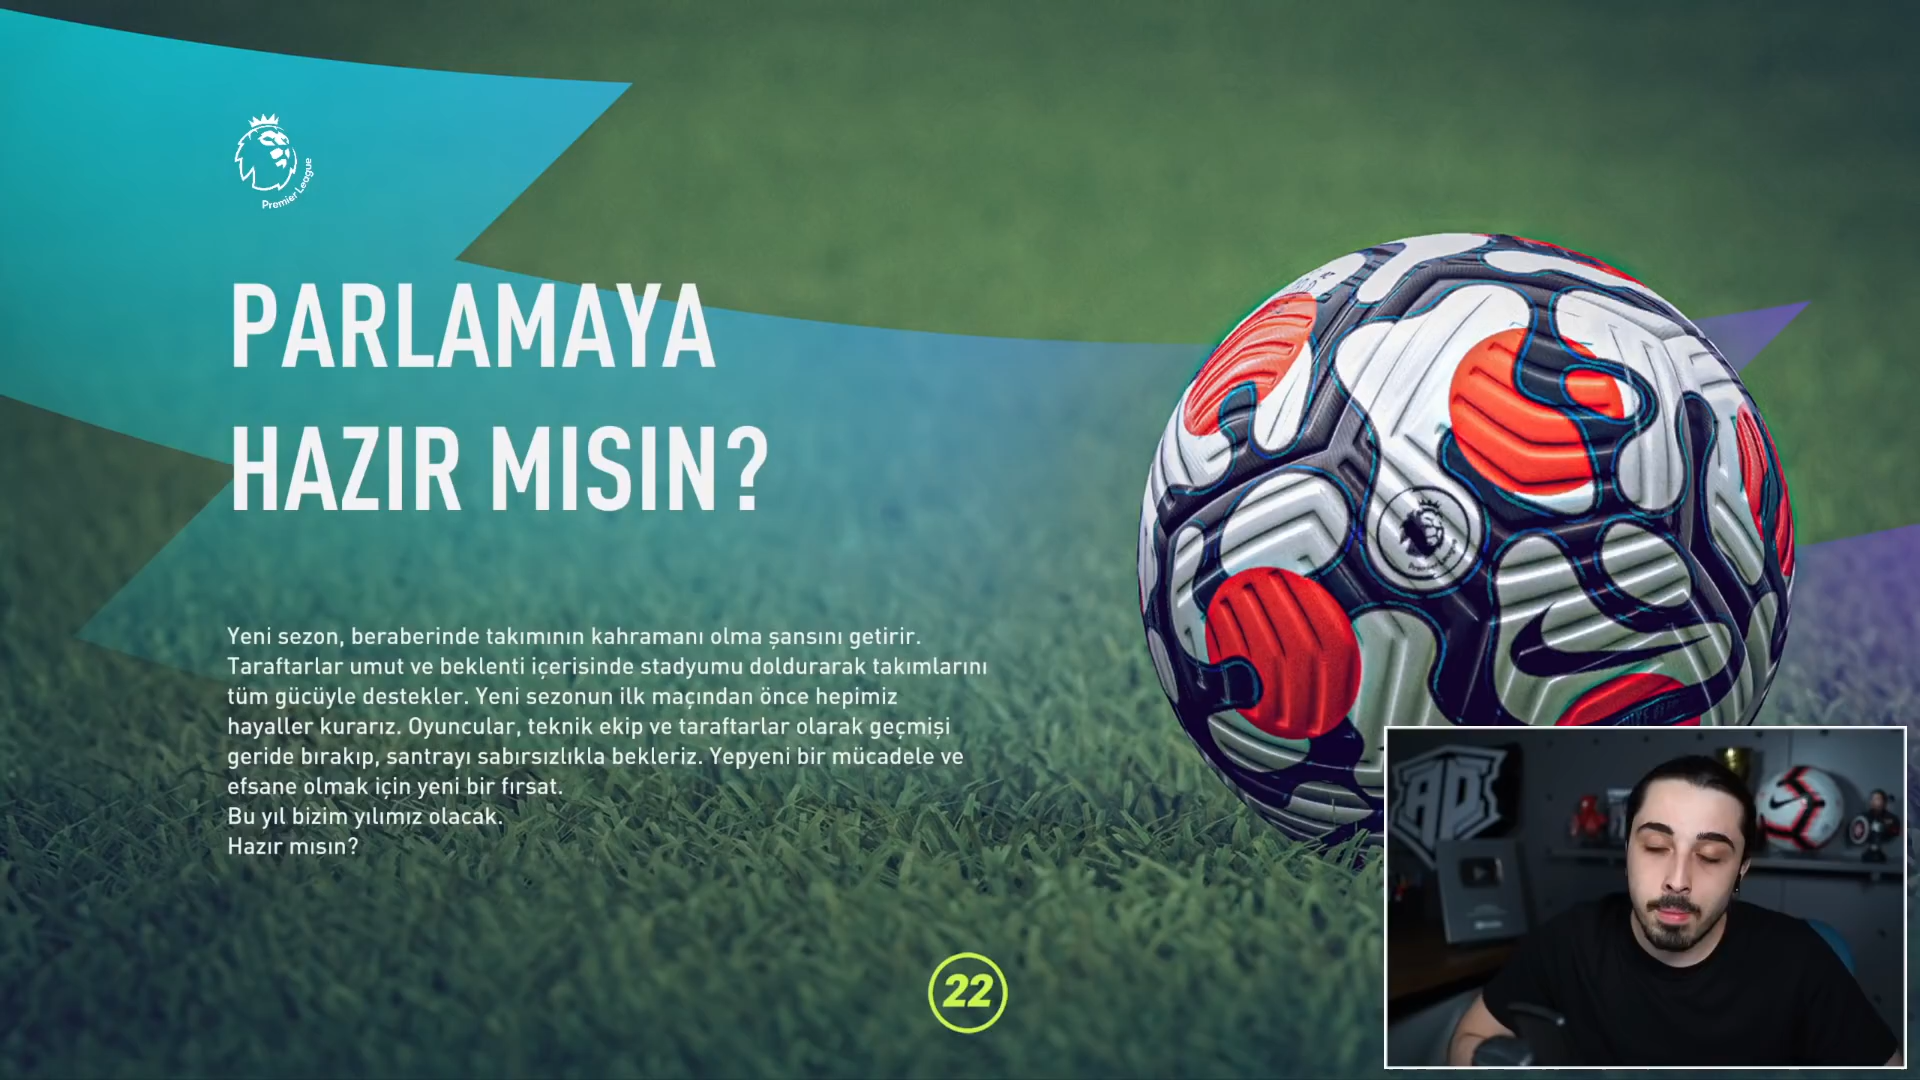 Premier League
PARLAMAYA
HAZIR MISIN?
Yeni sezon, beraberinde takımının kahramanı olma şansını getirir.
Taraftarlar umut ve beklenti içerisinde stadyumu doldurarak takımlarını
tüm gücüyle destekler. Yeni sezonun ilk maçından önce hepimiz
hayaller kurarız. Oyuncular, teknik ekip ve taraftarlar olarak geçmişi
geride bırakıp, santrayı sabırsızlıkla bekleriz. Yepyeni bir mücadele ve
efsane olmak için yeni bir fırsat.
Bu yıl bizim yılımız olacak.
Hazır mısın?
Premier League
AD
22